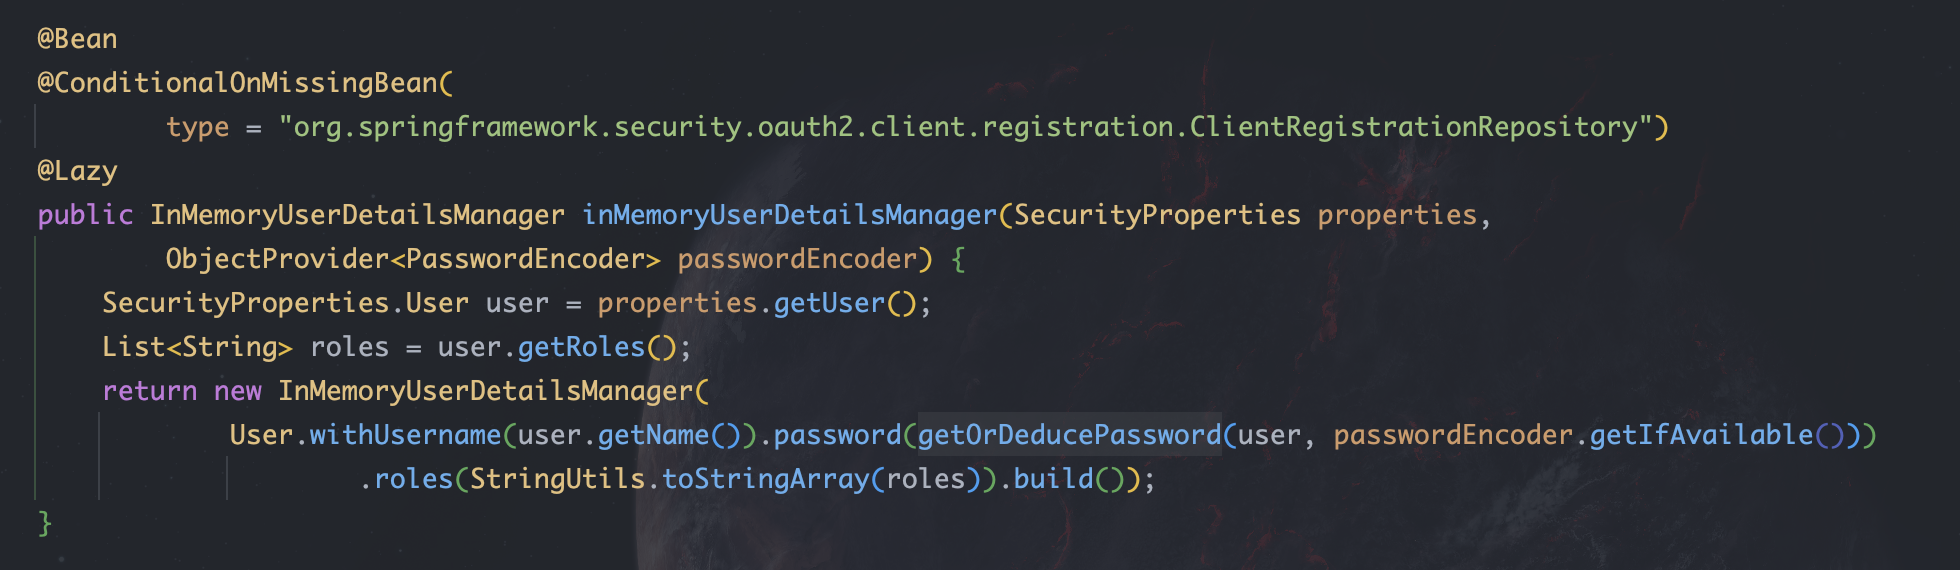 @Bean
@ConditionalOnMissingBean(
type = "org.springframework.security.oauth2.client.registration.ClientRegistrationRepository")
@Lazy
public InMemoryUserDetailsManager inMemoryUserDetailsManager(SecurityProperties properties,
ObjectProvider<PasswordEncoder> passwordEncoder) {
SecurityProperties.User user = properties.getUser();
List<String> roles = user.getRoles();
return new InMemoryUserDetailsManager(
User.withUsername(user.getName()).password(getOrDeducePassword(user, passwordEncoder.getIfAvailable()))
.roles(StringUtils.toStringArray(roles)).build());
}